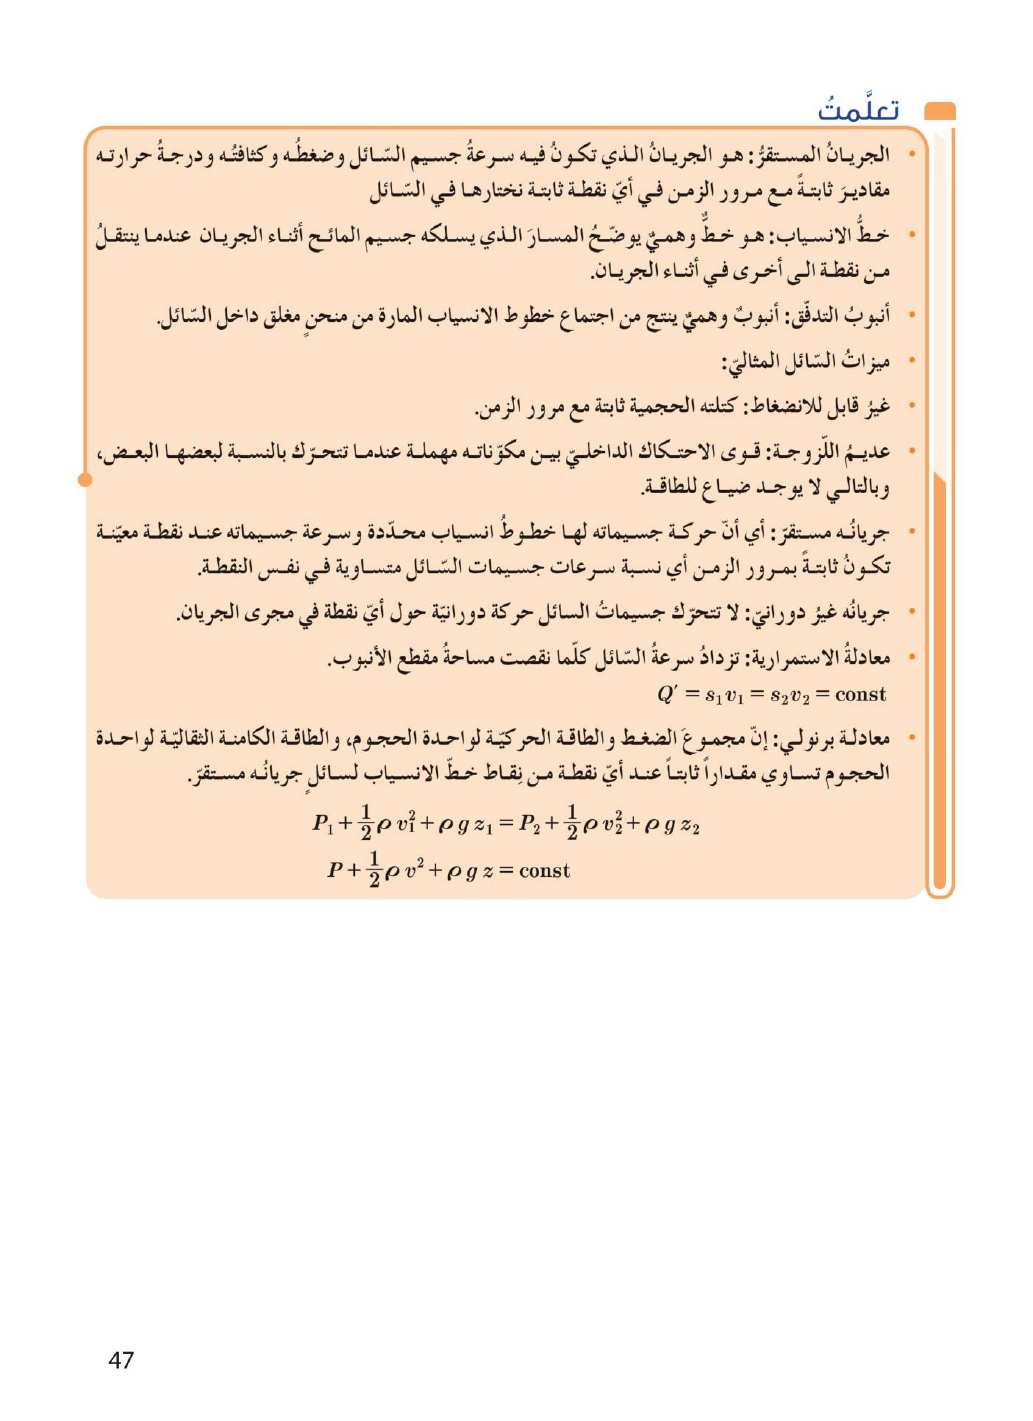 تعلَّمتُ
• الجريانُ المستقرُّ: هو الجريانُ الذي تكونُ فيه سرعةُ جسيم السّائل وضغطُه وكثافتُه ودرجةُ حرارته
مقاديرَ ثابتةً مع مرور الزمن في أيّ نقطة ثابتة نختارها في السّائل
• خطُّ الانسياب: هو خطٌّ وهميٌ يوضّحُ المسارَ الذي يسلكه جسيم المائح أثناء الجريان عندما ينتقلُ
من نقطة الى أخرى في أثناء الجريان.
• أنبوبُ التدفّق: أنبوبٌ وهميٌ ينتج من اجتماع خطوط الانسياب المارة من منحنٍ مغلق داخل السّائل.
• ميزاتُ السّائل المثاليّ:
• غيرُ قابل للانضغاط: كتلته الحجمية ثابتة مع مرور الزمن.
• عديمُ اللّزوجة: قوى الاحتكاك الداخليّ بين مكوّناته مهملة عندما تتحرّك بالنسبة لبعضها البعض،
وبالتالي لا يوجد ضياع للطاقة.
• جريانُه مستقرّ: أي أنّ حركة جسيماته لها خطوطُ انسياب محدّدة وسرعة جسيماته عند نقطة معيّنة
تكونُ ثابتةً بمرور الزمن أي نسبة سرعات جسيمات السّائل متساوية في نفس النقطة.
• جريانُه غيرُ دورانيّ: لا تتحرّك جسيماتُ السائل حركة دورانيّة حول أيّ نقطة في مجرى الجريان.
• معادلةُ الاستمرارية: تزدادُ سرعةُ السّائل كلّما نقصت مساحةُ مقطع الأنبوب.
Q′ = s₁v₁ = s₂v₂ = const
• معادلة برنولي: إنّ مجموعَ الضغط والطاقة الحركيّة لواحدة الحجوم، والطاقة الكامنة الثقاليّة لواحدة
الحجوم تساوي مقداراً ثابتاً عند أيّ نقطة من نِقاط خطّ الانسياب لسائلٍ جريانُه مستقرّ.
P₁ + 1/2 ρ v₁² + ρ g z₁ = P₂ + 1/2 ρ v₂² + ρ g z₂
P + 1/2 ρ v² + ρ g z = const
47